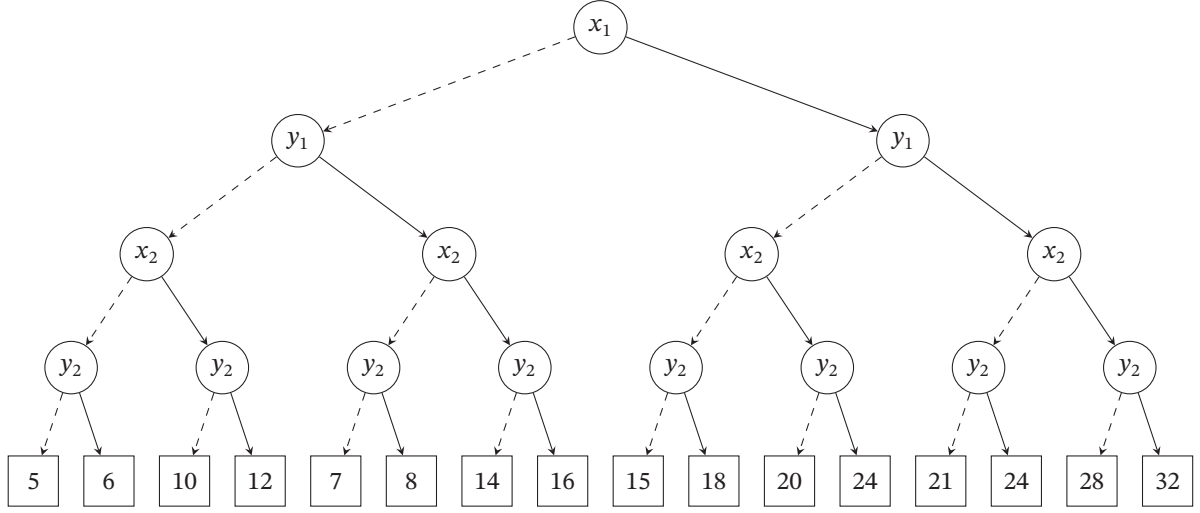 x₁
y₁ y₁
x₂ x₂ x₂ x₂
y₂ y₂ y₂ y₂ y₂ y₂ y₂ y₂
5 6 10 12 7 8 14 16 15 18 20 24 21 24 28 32